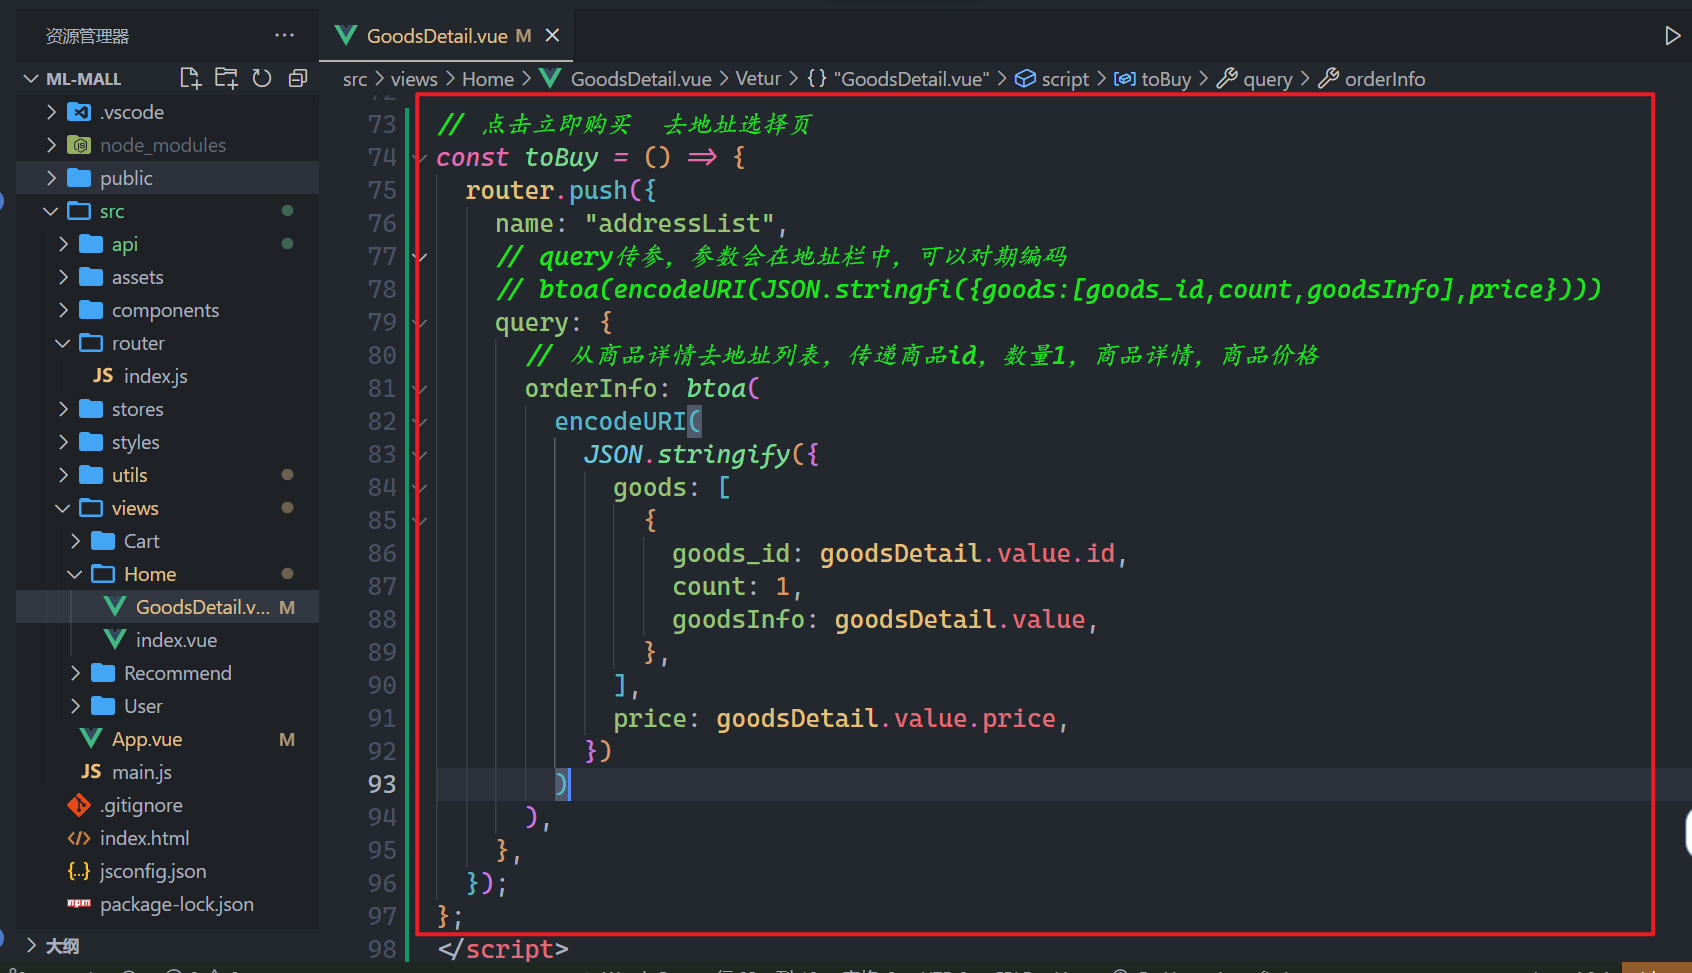 资源管理器 ···
GoodsDetail.vue M
ML-MALL
src > views > Home > GoodsDetail.vue > Vetur > {} "GoodsDetail.vue" > script > toBuy > query > orderInfo
.vscode
node_modules
public
src
api
assets
components
router
JS index.js
stores
styles
utils
views
Cart
Home
GoodsDetail.v... M
index.vue
Recommend
User
App.vue M
JS main.js
.gitignore
index.html
jsconfig.json
package-lock.json
大纲
73 // 点击立即购买  去地址选择页
74 const toBuy = () => {
75   router.push({
76     name: "addressList",
77     // query传参，参数会在地址栏中，可以对期编码
78     // btoa(encodeURI(JSON.stringfi({goods:[goods_id,count,goodsInfo],price})))
79     query: {
80       // 从商品详情去地址列表，传递商品id，数量1，商品详情，商品价格
81       orderInfo: btoa(
82         encodeURI(
83           JSON.stringify({
84             goods: [
85               {
86                 goods_id: goodsDetail.value.id,
87                 count: 1,
88                 goodsInfo: goodsDetail.value,
89               },
90             ],
91             price: goodsDetail.value.price,
92           })
93         )
94       ),
95     },
96   });
97 };
98 </script>